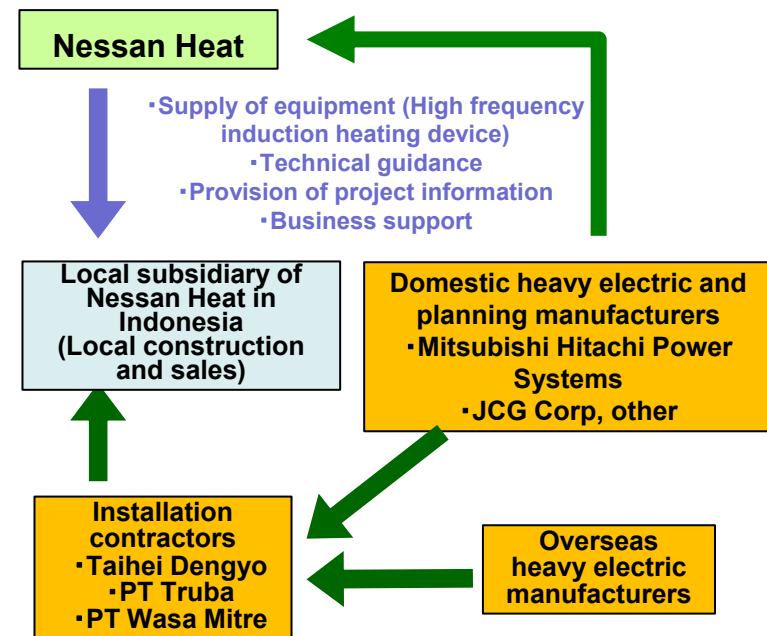 Nessan Heat
・Supply of equipment (High frequency
induction heating device)
・Technical guidance
・Provision of project information
・Business support
Local subsidiary of
Nessan Heat in
Indonesia
(Local construction
and sales)
Domestic heavy electric and
planning manufacturers
・Mitsubishi Hitachi Power
Systems
・JCG Corp, other
Installation
contractors
・Taihei Dengyo
・PT Truba
・PT Wasa Mitre
Overseas
heavy electric
manufacturers